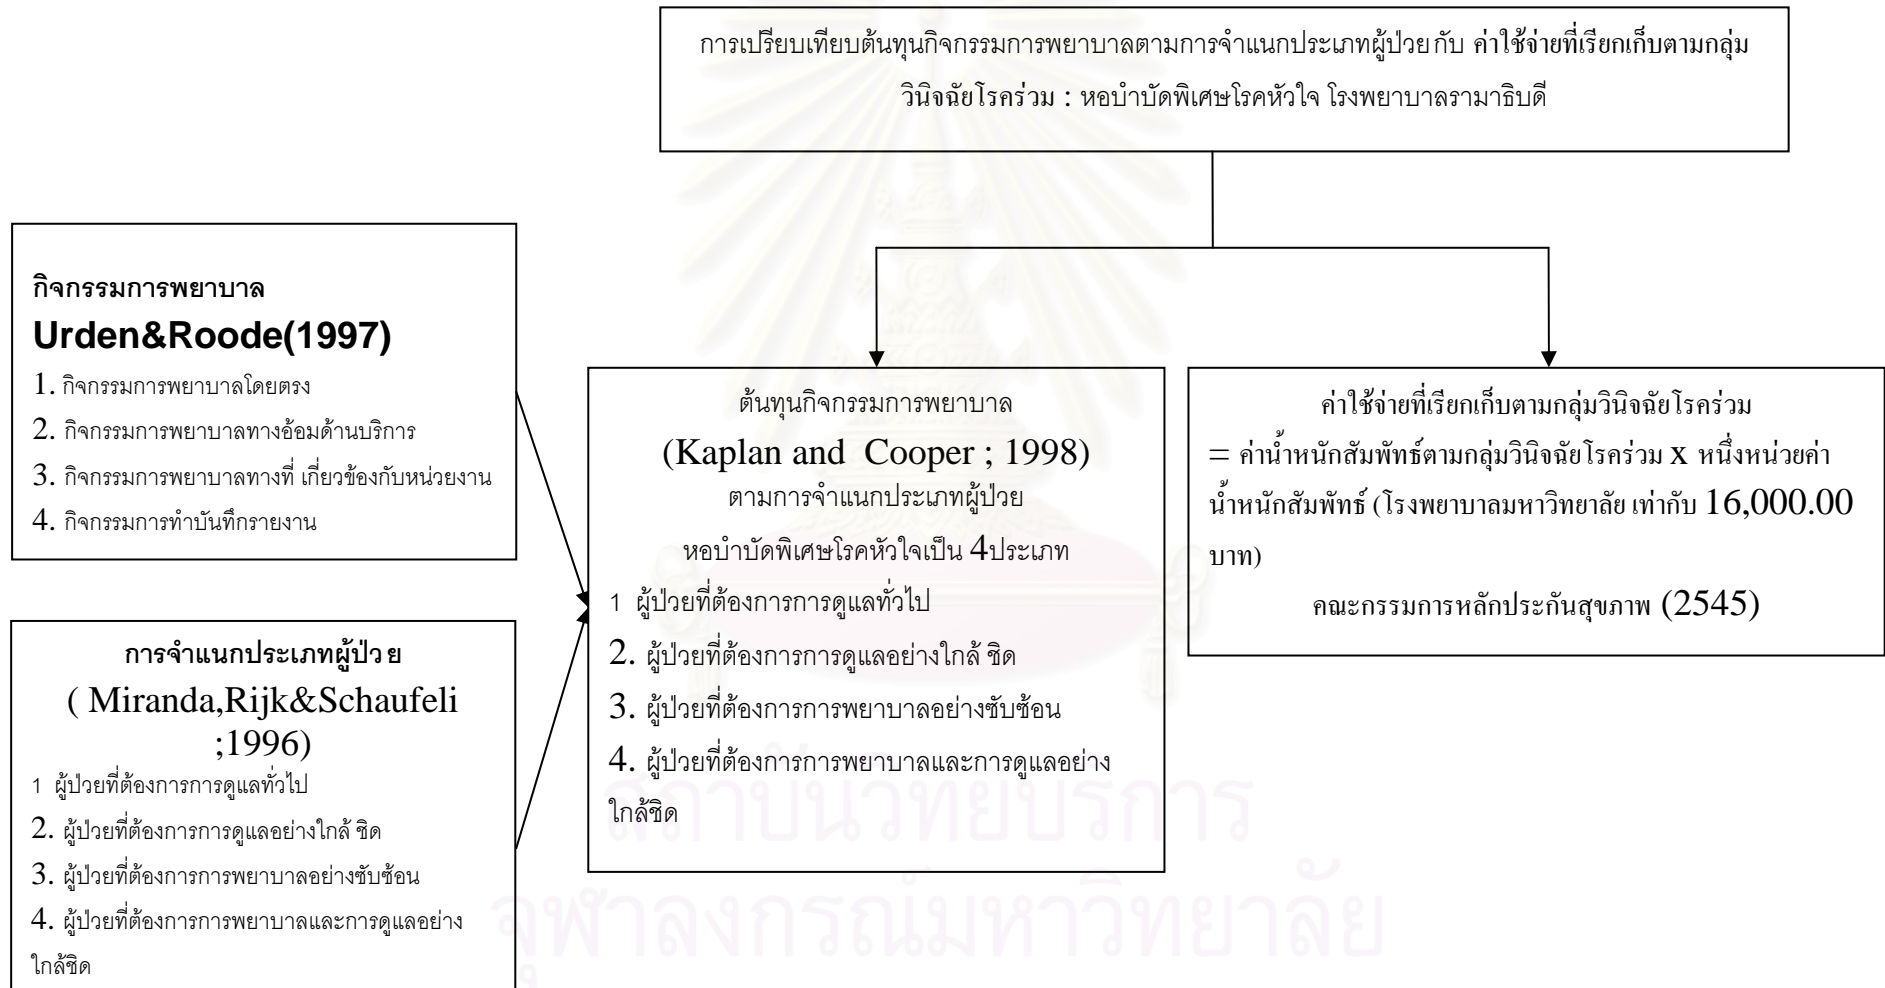 การเปรียบเทียบต้นทุนกิจกรรมการพยาบาลตามการจำแนกประเภทผู้ป่วย กับ ค่าใช้จ่ายที่เรียกเก็บตามกลุ่ม
วินิจฉัยโรคร่วม : หอบำบัดพิเศษโรคหัวใจ โรงพยาบาลรามาธิบดี
กิจกรรมการพยาบาล
Urden&Roode(1997)
1. กิจกรรมการพยาบาลโดยตรง
2. กิจกรรมการพยาบาลทางอ้อมด้านบริการ
3. กิจกรรมการพยาบาลทางที่ เกี่ยวข้องกับหน่วยงาน
4. กิจกรรมการทำบันทึกรายงาน
การจำแนกประเภทผู้ป่ว ย
( Miranda,Rijk&Schaufeli
;1996)
1 ผู้ป่วยที่ต้องการการดูแลทั่วไป
2. ผู้ป่วยที่ต้องการการดูแลอย่างใกล้ ชิด
3. ผู้ป่วยที่ต้องการการพยาบาลอย่างซับซ้อน
4. ผู้ป่วยที่ต้องการการพยาบาลและการดูแลอย่าง
ใกล้ชิด
ต้นทุนกิจกรรมการพยาบาล
(Kaplan and Cooper ; 1998)
ตามการจำแนกประเภทผู้ป่วย
หอบำบัดพิเศษโรคหัวใจเป็น 4ประเภท
1 ผู้ป่วยที่ต้องการการดูแลทั่วไป
2. ผู้ป่วยที่ต้องการการดูแลอย่างใกล้ ชิด
3. ผู้ป่วยที่ต้องการการพยาบาลอย่างซับซ้อน
4. ผู้ป่วยที่ต้องการการพยาบาลและการดูแลอย่าง
ใกล้ชิด
ค่าใช้จ่ายที่เรียกเก็บตามกลุ่มวินิจฉัยโรคร่วม
= ค่าน้ำหนักสัมพัทธ์ตามกลุ่มวินิจฉัยโรคร่วม X หนึ่งหน่วยค่า
น้ำหนักสัมพัทธ์ (โรงพยาบาลมหาวิทยาลัย เท่ากับ 16,000.00
บาท)
คณะกรรมการหลักประกันสุขภาพ (2545)
สถาบันวิทยบริการ
จุฬาลงกรณ์มหาวิทยาลัย